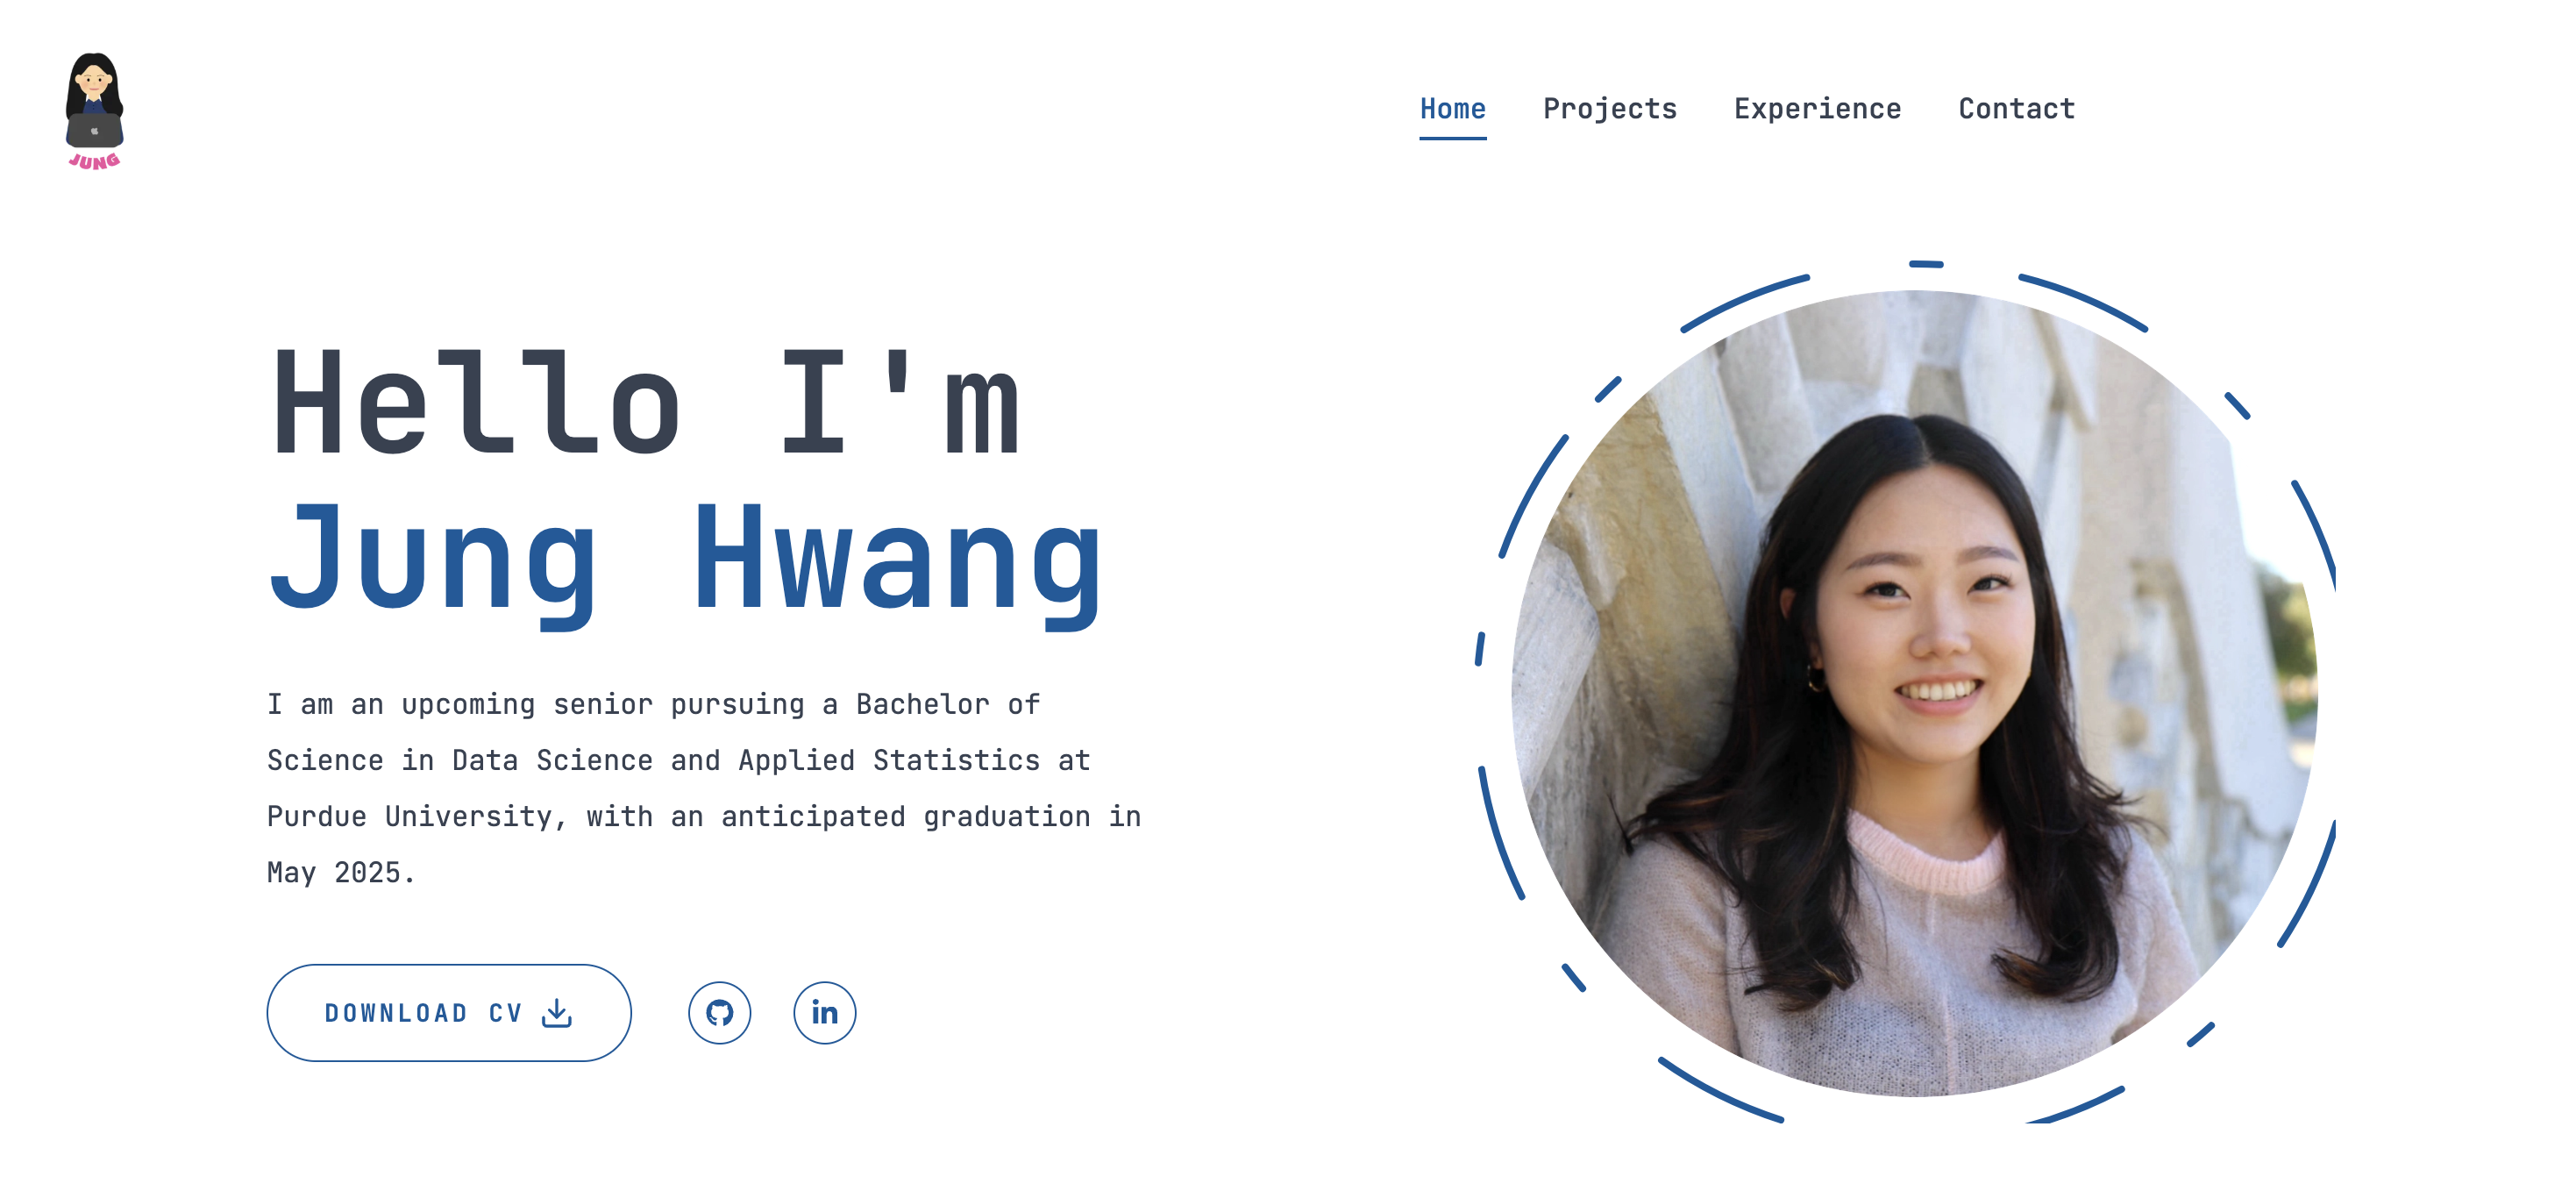 JUNG
Home Projects Experience Contact
Hello I'm
Jung Hwang
I am an upcoming senior pursuing a Bachelor of
Science in Data Science and Applied Statistics at
Purdue University, with an anticipated graduation in
May 2025.
DOWNLOAD CV
in